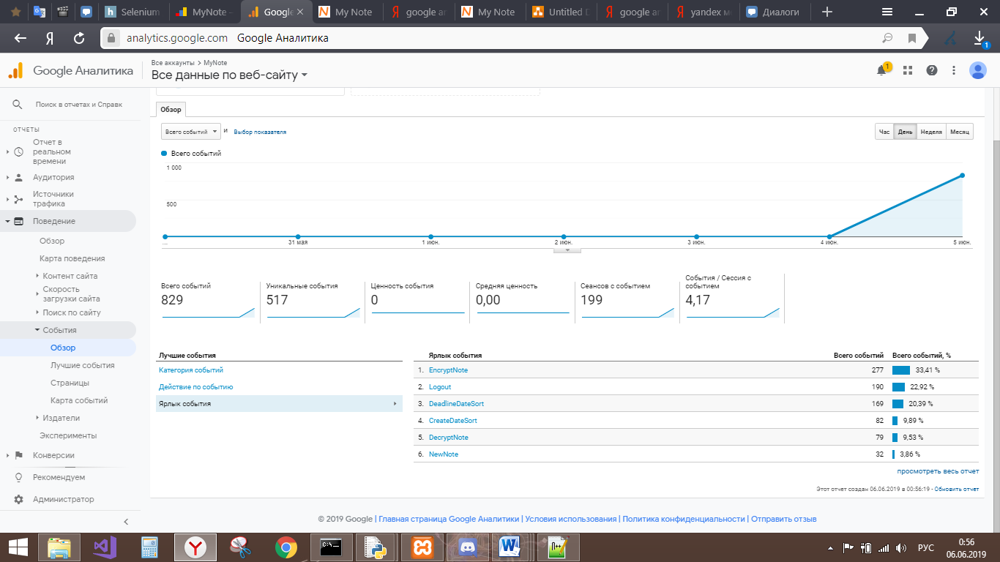 Selenium
MyNote
Google
My Note
google ar
My Note
Untitled D
google ar
yandex м
Диалоги
analytics.google.com Google Аналитика
1
Google Аналитика
Все аккаунты > MyNote
Все данные по веб-сайту
1
Поиск в отчетах и Справк
ОТЧЕТЫ
Отчет в
реальном
времени
Аудитория
Источники
трафика
Поведение
Обзор
Карта поведения
Контент сайта
Скорость
загрузки сайта
Поиск по сайту
События
Обзор
Лучшие события
Страницы
Карта событий
Издатели
Эксперименты
Конверсии
Рекомендуем
Администратор
Обзор
Всего событий и Выбор показателя
Час День Неделя Месяц
Всего событий
1 000
500
... 31 мая 1 июн. 2 июн. 3 июн. 4 июн. 5 июн.
Всего событий
829
Уникальные события
517
Ценность события
0
Средняя ценность
0,00
Сеансов с событием
199
События / Сессия с
событием
4,17
Лучшие события
Категория событий
Действие по событию
Ярлык события
Ярлык события Всего событий Всего событий, %
1. EncryptNote 277 33,41 %
2. Logout 190 22,92 %
3. DeadlineDateSort 169 20,39 %
4. CreateDateSort 82 9,89 %
5. DecryptNote 79 9,53 %
6. NewNote 32 3,86 %
просмотреть весь отчет
Этот отчет создан 06.06.2019 в 00:56:19 - Обновить отчет
© 2019 Google | Главная страница Google Аналитики | Условия использования | Политика конфиденциальности | Отправить отзыв
РУС
0:56
06.06.2019